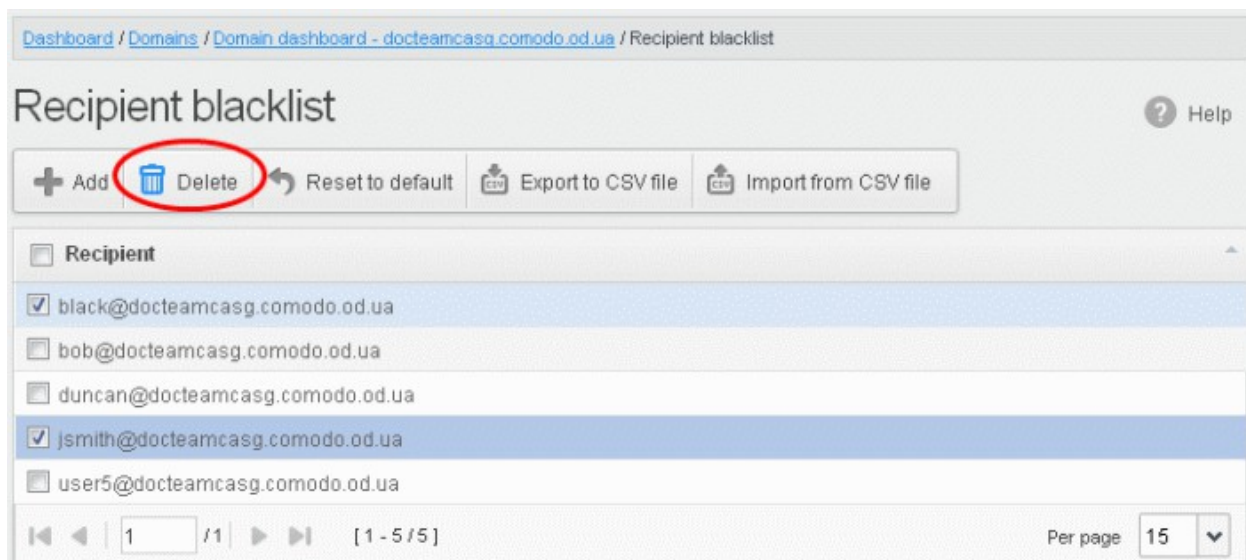 Dashboard / Domains / Domain dashboard - docteamcasg.comodo.od.ua / Recipient blacklist
Recipient blacklist
? Help
Add Delete Reset to default CSV Export to CSV file CSV Import from CSV file
Recipient
black@docteamcasg.comodo.od.ua
bob@docteamcasg.comodo.od.ua
duncan@docteamcasg.comodo.od.ua
jsmith@docteamcasg.comodo.od.ua
user5@docteamcasg.comodo.od.ua
1 /1 [1 - 5/5] Per page 15